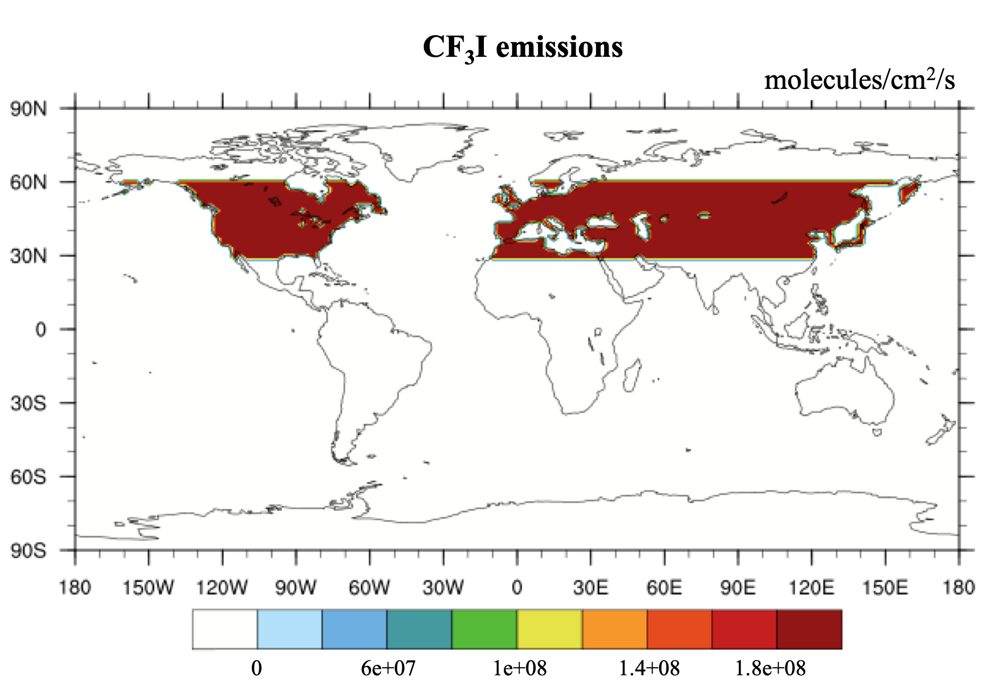 CF₃I emissions
molecules/cm²/s
90N
60N
30N
0
30S
60S
90S
180 150W 120W 90W 60W 30W 0 30E 60E 90E 120E 150E 180
0 6e+07 1e+08 1.4+08 1.8e+08